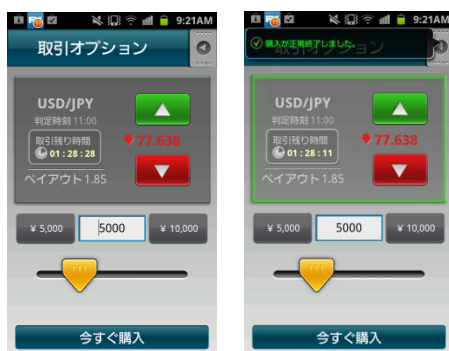 9:21AM
取引オプション
USD/JPY
判定時刻 11:00
取引残り時間
01:28:28
77.638
ペイアウト 1.85
¥ 5,000
5000
¥ 10,000
今すぐ購入
9:21AM
購入が正常終了しました。
USD/JPY
判定時刻 11:00
取引残り時間
01:28:11
77.638
ペイアウト 1.85
¥ 5,000
5000
¥ 10,000
今すぐ購入